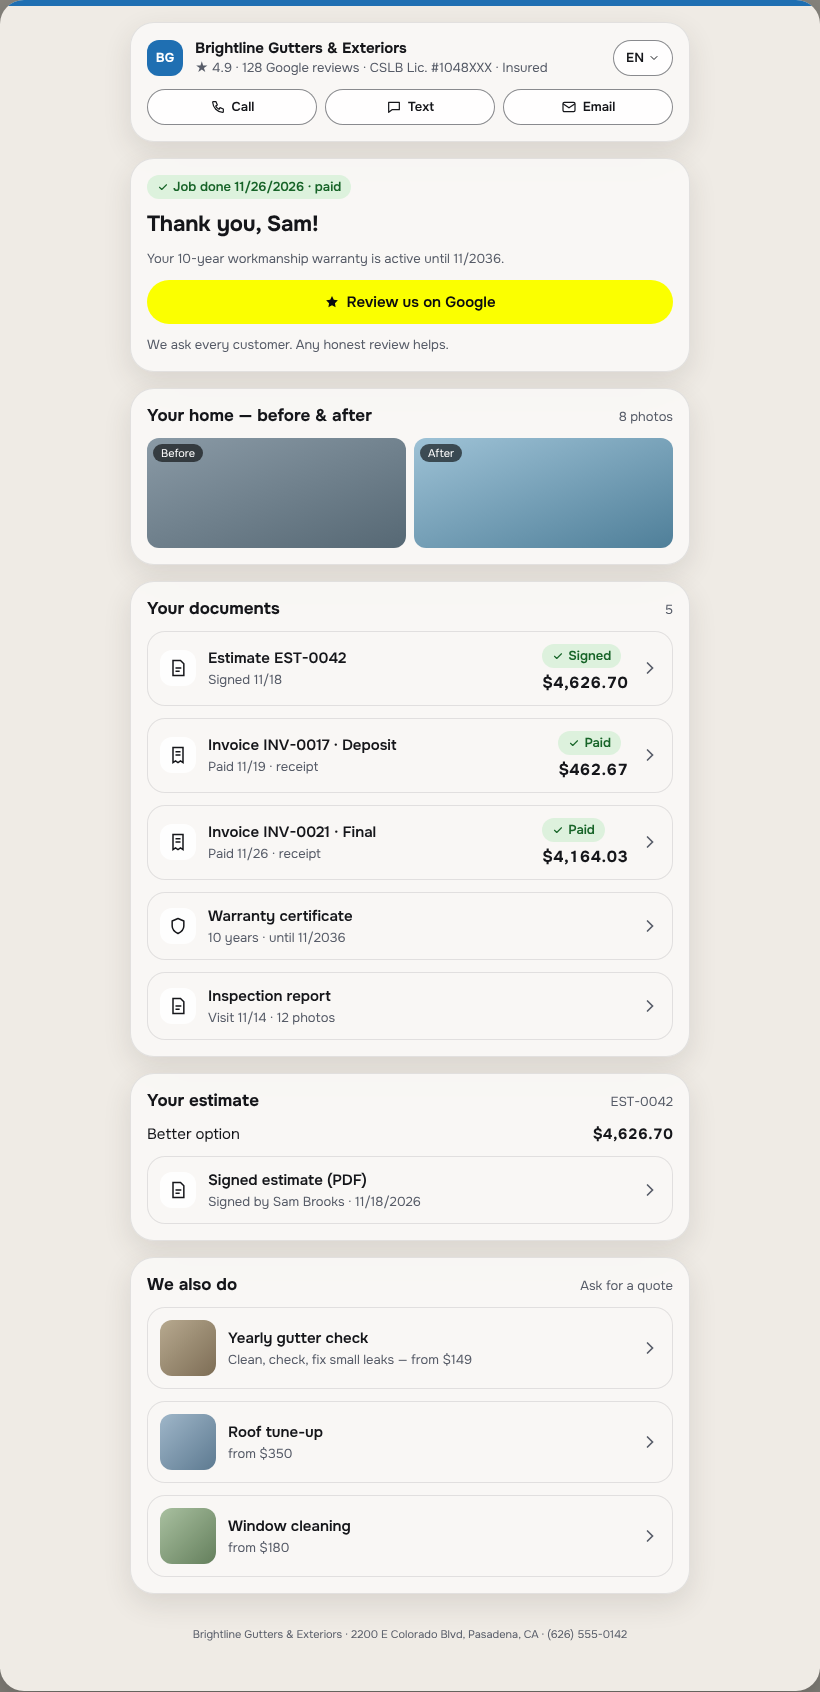 BG
Brightline Gutters & Exteriors
★ 4.9 · 128 Google reviews · CSLB Lic. #1048XXX · Insured
EN
Call
Text
Email
Job done 11/26/2026 · paid
Thank you, Sam!
Your 10-year workmanship warranty is active until 11/2036.
★ Review us on Google
We ask every customer. Any honest review helps.
Your home — before & after
8 photos
Before
After
Your documents
5
Estimate EST-0042
Signed 11/18
Signed
$4,626.70
Invoice INV-0017 · Deposit
Paid 11/19 · receipt
Paid
$462.67
Invoice INV-0021 · Final
Paid 11/26 · receipt
Paid
$4,164.03
Warranty certificate
10 years · until 11/2036
Inspection report
Visit 11/14 · 12 photos
Your estimate
EST-0042
Better option
$4,626.70
Signed estimate (PDF)
Signed by Sam Brooks · 11/18/2026
We also do
Ask for a quote
Yearly gutter check
Clean, check, fix small leaks — from $149
Roof tune-up
from $350
Window cleaning
from $180
Brightline Gutters & Exteriors · 2200 E Colorado Blvd, Pasadena, CA · (626) 555-0142